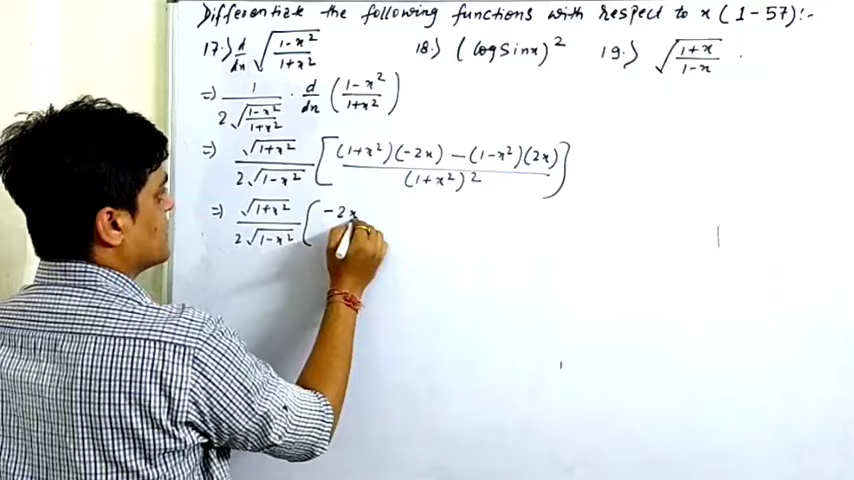 Differentiate the following functions with respect to x (1-57):-
17.> d/dx √((1-x²)/(1+x²)) 18.> (log sinx)² 19.> √((1+x)/(1-x)) .
=> 1/(2√((1-x²)/(1+x²))) · d/dx ((1-x²)/(1+x²))
=> √(1+x²)/(2√(1-x²)) [((1+x²)(-2x) - (1-x²)(2x))/(1+x²)²]
=> √(1+x²)/(2√(1-x²)) ( -2x